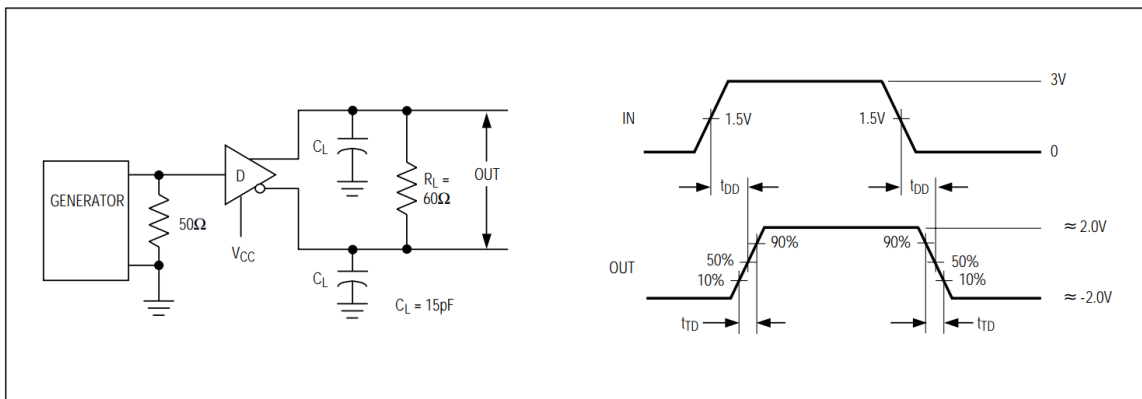 GENERATOR
50Ω
D
VCC
CL
CL
CL = 15pF
RL =
60Ω
OUT
IN
1.5V
1.5V
3V
0
tDD
tDD
OUT
90%
50%
10%
90%
50%
10%
≈ 2.0V
≈ -2.0V
tTD
tTD